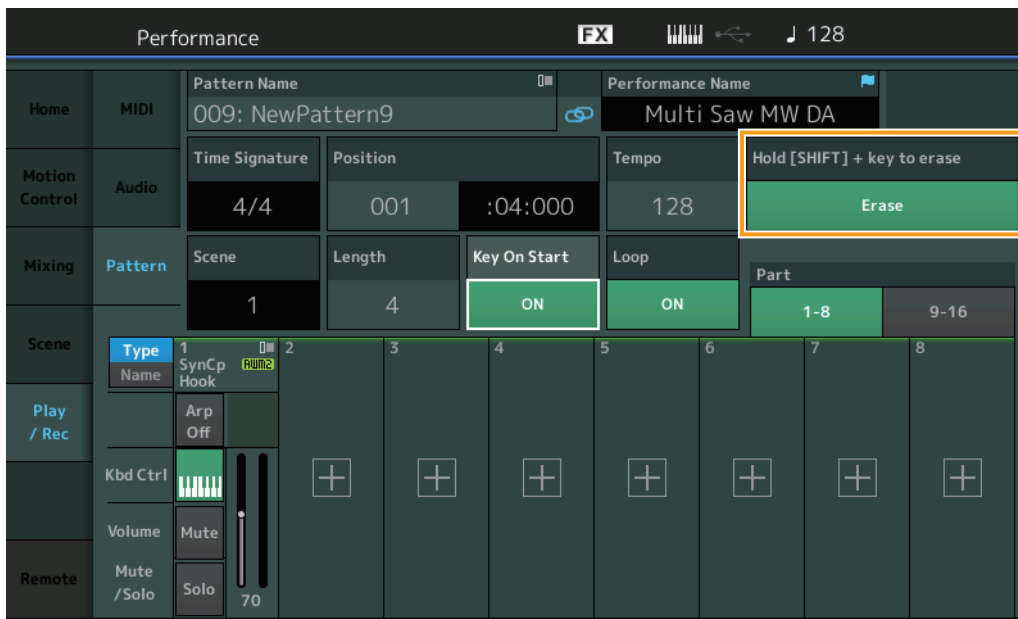 Performance
FX
♩ 128
Home
Motion
Control
Mixing
Scene
Play
/ Rec
Remote
MIDI
Audio
Pattern
Pattern Name
009: NewPattern9
Performance Name
Multi Saw MW DA
Time Signature
4/4
Position
001
:04:000
Tempo
128
Hold [SHIFT] + key to erase
Erase
Scene
1
Length
4
Key On Start
ON
Loop
ON
Part
1-8
9-16
Type
Name
1
SynCp
Hook
AWM2
2
3
4
5
6
7
8
Arp
Off
Kbd Ctrl
Volume
Mute
Mute
/Solo
Solo
70